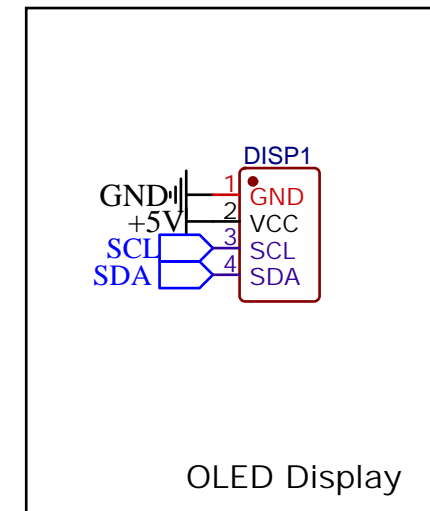 DISP1
GND 1 GND
+5V 2 VCC
SCL 3 SCL
SDA 4 SDA
OLED Display